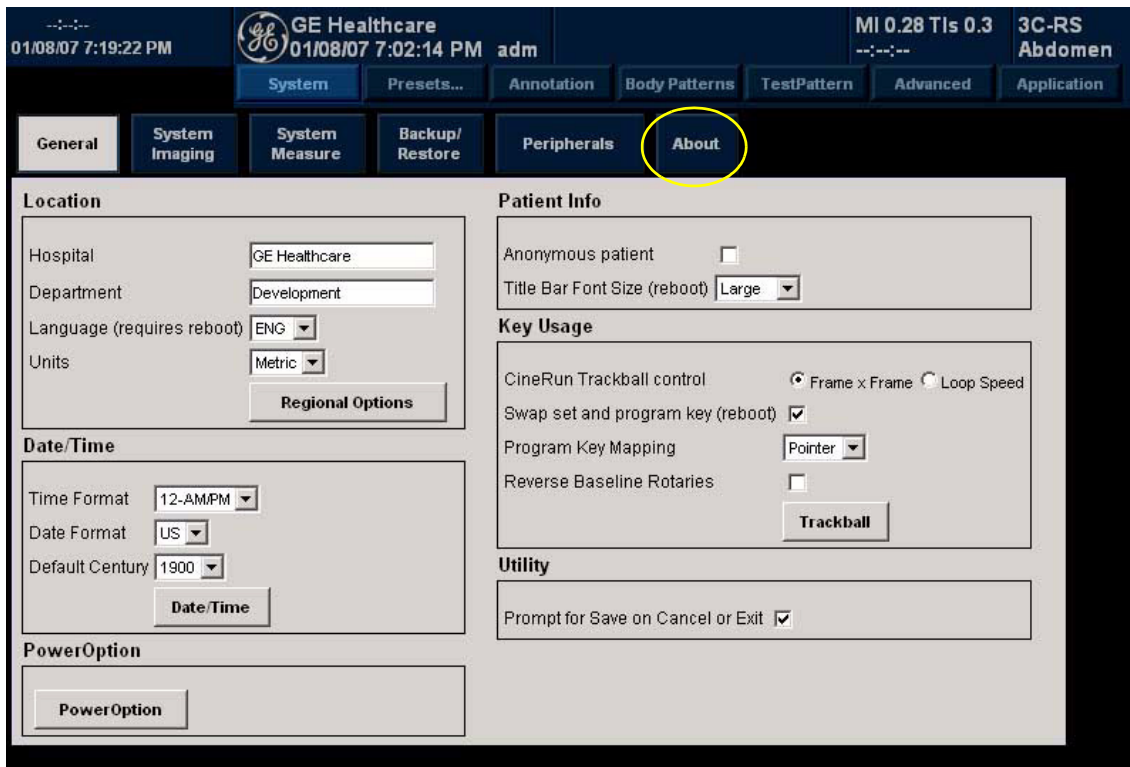 --:--:--
01/08/07 7:19:22 PM
GE Healthcare
01/08/07 7:02:14 PM adm
MI 0.28 TIs 0.3
--:--:--
3C-RS
Abdomen
System Presets... Annotation Body Patterns TestPattern Advanced Application
General
System
Imaging
System
Measure
Backup/
Restore
Peripherals
About
Location
Hospital GE Healthcare
Department Development
Language (requires reboot) ENG
Units Metric
Regional Options
Date/Time
Time Format 12-AM/PM
Date Format US
Default Century 1900
Date/Time
PowerOption
PowerOption
Patient Info
Anonymous patient
Title Bar Font Size (reboot) Large
Key Usage
CineRun Trackball control Frame x Frame Loop Speed
Swap set and program key (reboot)
Program Key Mapping Pointer
Reverse Baseline Rotaries
Trackball
Utility
Prompt for Save on Cancel or Exit